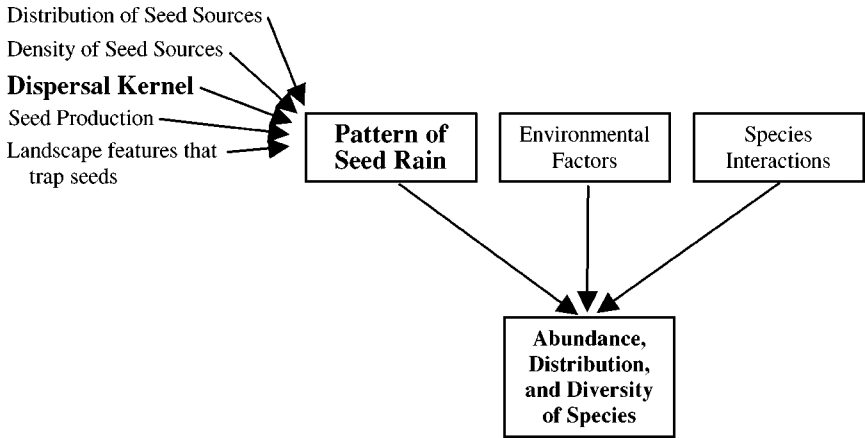 Distribution of Seed Sources
Density of Seed Sources
Dispersal Kernel
Seed Production
Landscape features that
trap seeds
Pattern of
Seed Rain
Environmental
Factors
Species
Interactions
Abundance,
Distribution,
and Diversity
of Species